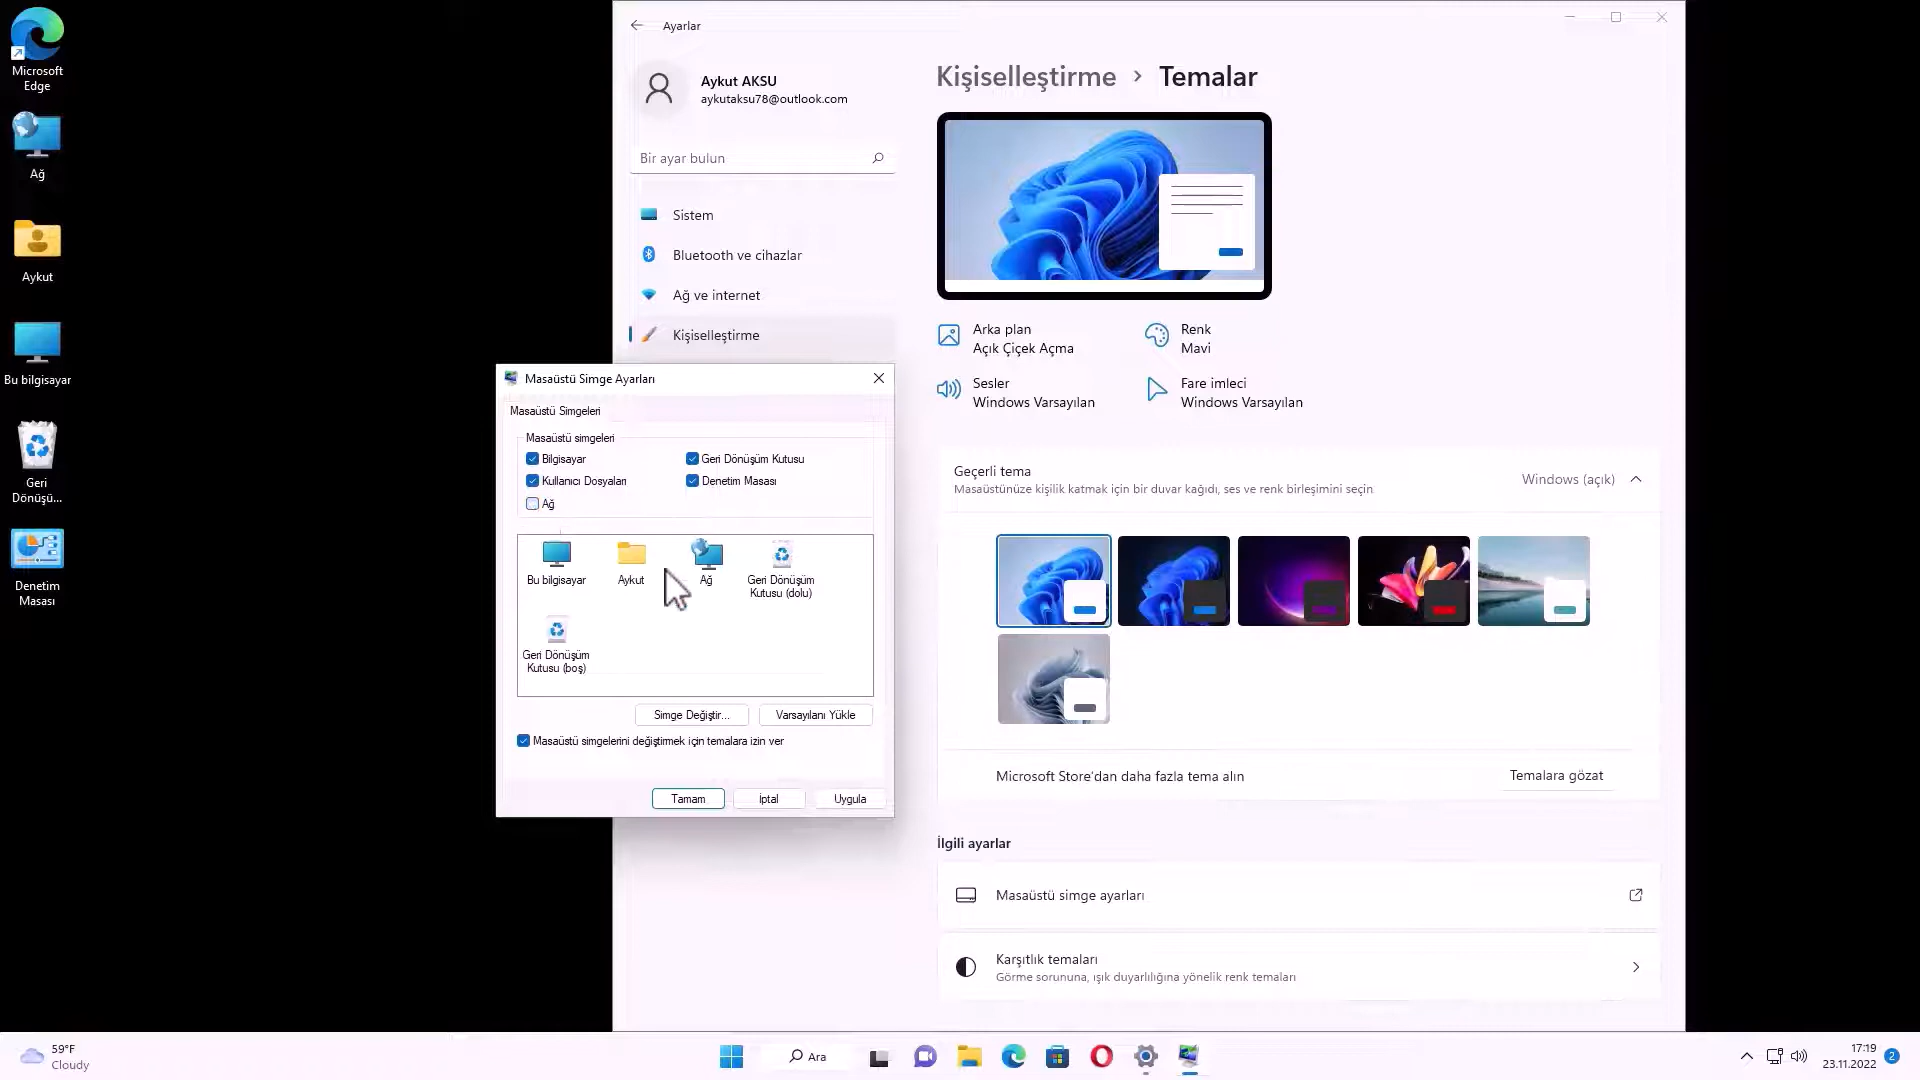 Microsoft
Edge
Ağ
Aykut
Bu bilgisayar
Geri
Dönüşü...
Denetim
Masası
Ayarlar
Aykut AKSU
aykutaksu78@outlook.com
Bir ayar bulun
Sistem
Bluetooth ve cihazlar
Ağ ve internet
Kişiselleştirme
Kişiselleştirme › Temalar
Arka plan
Açık Çiçek Açma
Renk
Mavi
Sesler
Windows Varsayılan
Fare imleci
Windows Varsayılan
Geçerli tema
Masaüstünüze kişilik katmak için bir duvar kağıdı, ses ve renk birleşimini seçin
Windows (açık)
Microsoft Store'dan daha fazla tema alın
Temalara gözat
İlgili ayarlar
Masaüstü simge ayarları
Karşıtlık temaları
Görme sorununa, ışık duyarlılığına yönelik renk temaları
Masaüstü Simge Ayarları
Masaüstü Simgeleri
Masaüstü simgeleri
Bilgisayar
Geri Dönüşüm Kutusu
Kullanıcı Dosyaları
Denetim Masası
Ağ
Bu bilgisayar
Aykut
Ağ
Geri Dönüşüm
Kutusu (dolu)
Geri Dönüşüm
Kutusu (boş)
Simge Değiştir...
Varsayılanı Yükle
Masaüstü simgelerini değiştirmek için temalara izin ver
Tamam
İptal
Uygula
59°F
Cloudy
Ara
17:19
23.11.2022
2